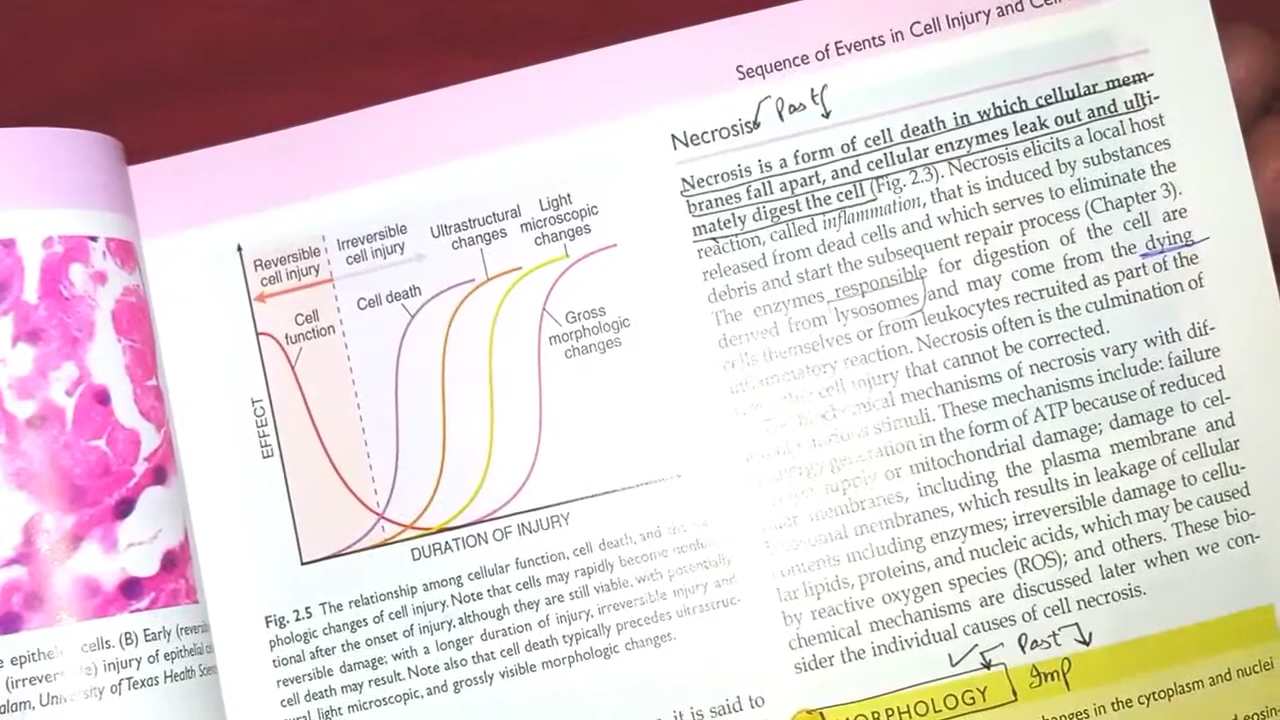 Sequence of Events in Cell Injury and
Necrosis Past
Necrosis is a form of cell death in which cellular mem-
branes fall apart, and cellular enzymes leak out and ulti-
mately digest the cell (Fig. 2.3). Necrosis elicits a local host
reaction, called inflammation, that is induced by substances
released from dead cells and which serves to eliminate the
debris and start the subsequent repair process (Chapter 3).
The enzymes responsible for digestion of the cell are
derived from lysosomes and may come from the dying
cells themselves or from leukocytes recruited as part of the
inflammatory reaction. Necrosis often is the culmination of
cell injury that cannot be corrected.
mechanisms of necrosis vary with dif-
stimuli. These mechanisms include: failure
generation in the form of ATP because of reduced
supply or mitochondrial damage; damage to cel-
membranes, including the plasma membrane and
membranes, which results in leakage of cellular
contents including enzymes; irreversible damage to cellu-
lar lipids, proteins, and nucleic acids, which may be caused
by reactive oxygen species (ROS); and others. These bio-
chemical mechanisms are discussed later when we con-
sider the individual causes of cell necrosis.
Past
Imp
MORPHOLOGY
changes in the cytoplasm and nuclei
Reversible
cell injury
Irreversible
cell injury
Ultrastructural
changes
Light
microscopic
changes
Cell death
Cell
function
Gross
morphologic
changes
EFFECT
DURATION OF INJURY
Fig. 2.5 The relationship among cellular function, cell death, and the
phologic changes of cell injury. Note that cells may rapidly become
tional after the onset of injury, although they are still viable, with potentially
reversible damage; with a longer duration of injury, irreversible injury and
cell death may result. Note also that cell death typically precedes ultrastruc-
tural, light microscopic, and grossly visible morphologic changes.
it is said to
cells. (B) Early
injury of epithelial
University of Texas Health